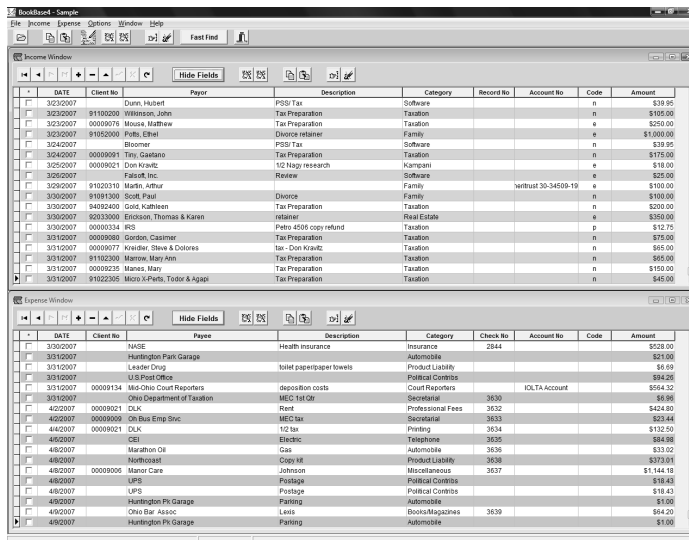 BookBase4 - Sample
File Income Expense Options Window Help
Fast Find
Income Window
Hide Fields
* DATE Client No Payor Description Category Record No Account No Code Amount
3/23/2007 Dunn, Hubert PSS/Tax Software n $39.95
3/23/2007 91100200 Wilkinson, John Tax Preparation Taxation n $105.00
3/23/2007 00009076 Mouse, Matthew Tax Preparation Taxation e $250.00
3/23/2007 91052000 Potts, Ethel Divorce retainer Family e $1,000.00
3/24/2007 Bloomer PSS/Tax Software n $39.95
3/24/2007 00009091 Tiny, Gaetano Tax Preparation Taxation n $175.00
3/25/2007 00009021 Don Kravitz 1/2 Nagy research Kampani e $18.00
3/26/2007 Falsoft, Inc. Review Software e $25.00
3/29/2007 91020310 Martin, Arthur Family heritrust 30-34509-19 e $100.00
3/30/2007 91091300 Scott, Paul Divorce Family n $100.00
3/30/2007 94092400 Gold, Kathleen Tax Preparation Taxation n $200.00
3/30/2007 92033000 Erickson, Thomas & Karen retainer Real Estate e $350.00
3/30/2007 00000334 IRS Petro 4506 copy refund Taxation p $12.75
3/31/2007 00009080 Gordon, Casimer Tax Preparation Taxation n $75.00
3/31/2007 00009077 Kreidler, Steve & Dolores tax - Don Kravitz Taxation n $65.00
3/31/2007 91102300 Marrow, Mary Ann Tax Preparation Taxation n $65.00
3/31/2007 00009235 Manes, Mary Tax Preparation Taxation n $150.00
3/31/2007 91022305 Micro X-Perts, Todor & Agapi Tax Preparation Taxation n $45.00
Expense Window
Hide Fields
* DATE Client No Payee Description Category Check No Account No Code Amount
3/30/2007 NASE Health insurance Insurance 2844 $528.00
3/31/2007 Huntington Park Garage Automobile $21.00
3/31/2007 Leader Drug toilet paper/paper towels Product Liability $6.69
3/31/2007 U.S.Post Office Political Contribs $94.26
3/31/2007 00009134 Mid-Ohio Court Reporters deposition costs Court Reporters IOLTA Account $564.32
3/31/2007 Ohio Department of Taxation MEC 1st Qtr Secretarial 3630 $6.96
4/2/2007 00009021 DLK Rent Professional Fees 3632 $424.80
4/2/2007 00009009 Oh Bus Emp Srvc MEC tax Secretarial 3633 $23.44
4/2/2007 00009021 DLK 1/2 tax Printing 3634 $132.50
4/6/2007 CEI Electric Telephone 3635 $84.98
4/8/2007 Marathon Oil Gas Automobile 3636 $33.02
4/8/2007 Northcoast Copy kit Product Liability 3638 $373.01
4/8/2007 00009006 Manor Care Johnson Miscellaneous 3637 $1,144.18
4/8/2007 UPS Postage Political Contribs $18.43
4/8/2007 UPS Postage Political Contribs $18.43
4/9/2007 Huntington Pk Garage Parking Automobile $1.00
4/9/2007 Ohio Bar Assoc Lexis Books/Magazines 3639 $64.20
4/9/2007 Huntington Pk Garage Parking Automobile $1.00